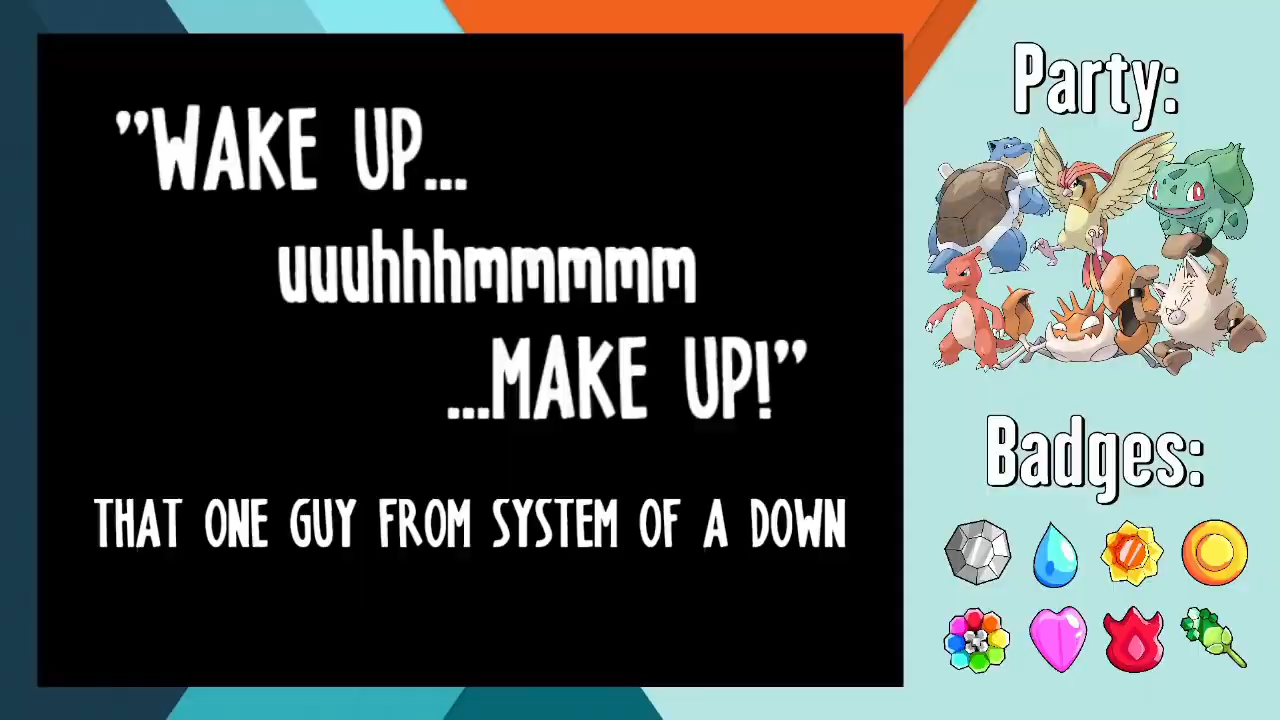 "WAKE UP...
uuuhhhmmmmm
...MAKE UP!"
THAT ONE GUY FROM SYSTEM OF A DOWN
Party:
Badges: